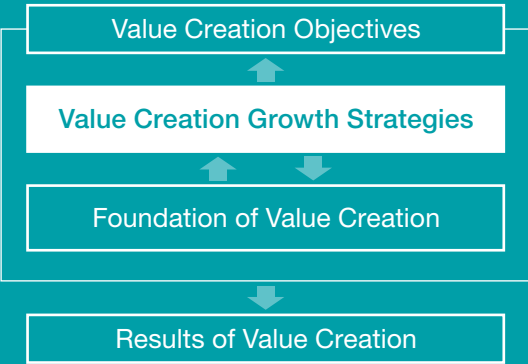 Value Creation Objectives
Value Creation Growth Strategies
Foundation of Value Creation
Results of Value Creation